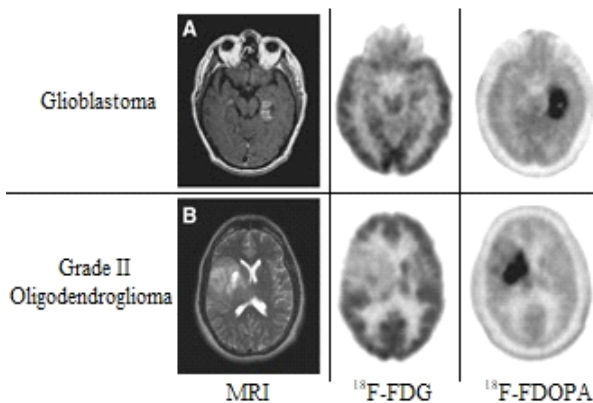 A
Glioblastoma
B
Grade II
Oligodendroglioma
MRI
¹⁸F-FDG
¹⁸F-FDOPA